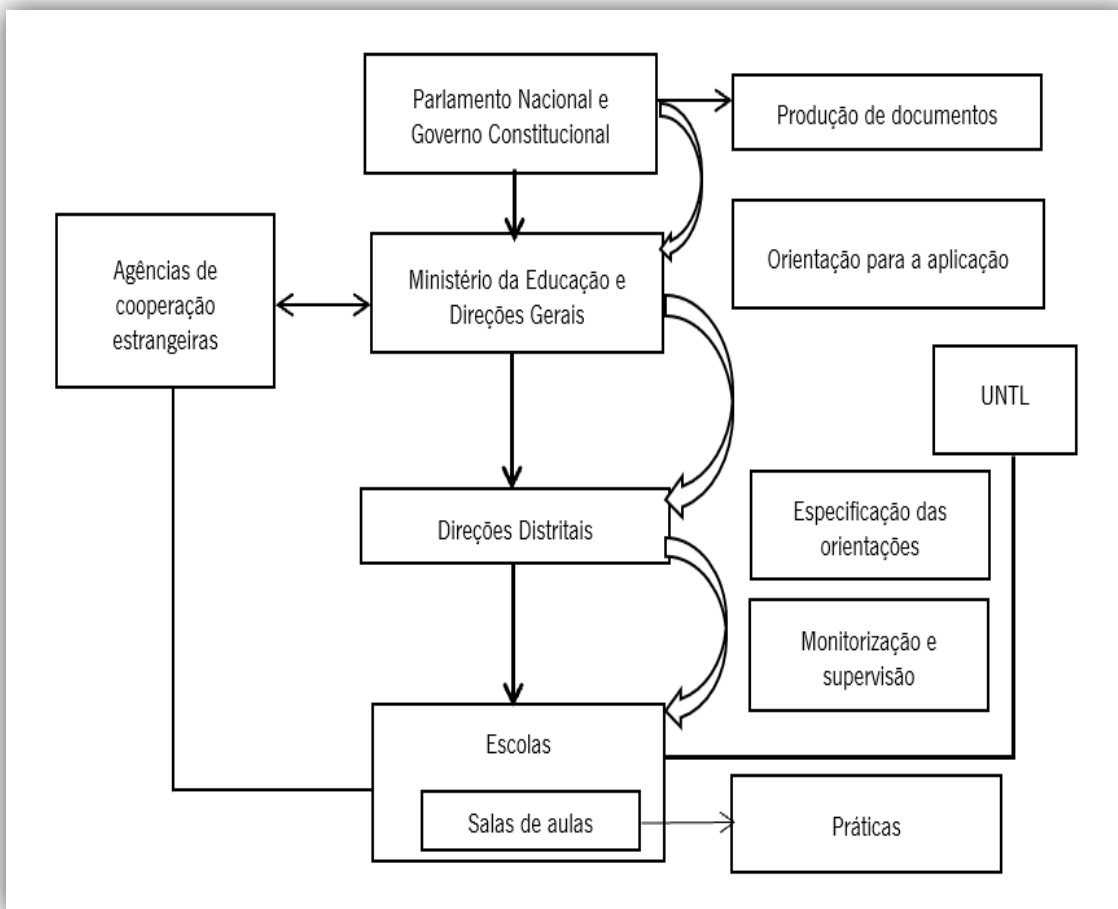 Parlamento Nacional e
Governo Constitucional
Produção de documentos
Orientação para a aplicação
Agências de
cooperação
estrangeiras
Ministério da Educação e
Direções Gerais
UNTL
Direções Distritais
Especificação das
orientações
Monitorização e
supervisão
Escolas
Salas de aulas
Práticas